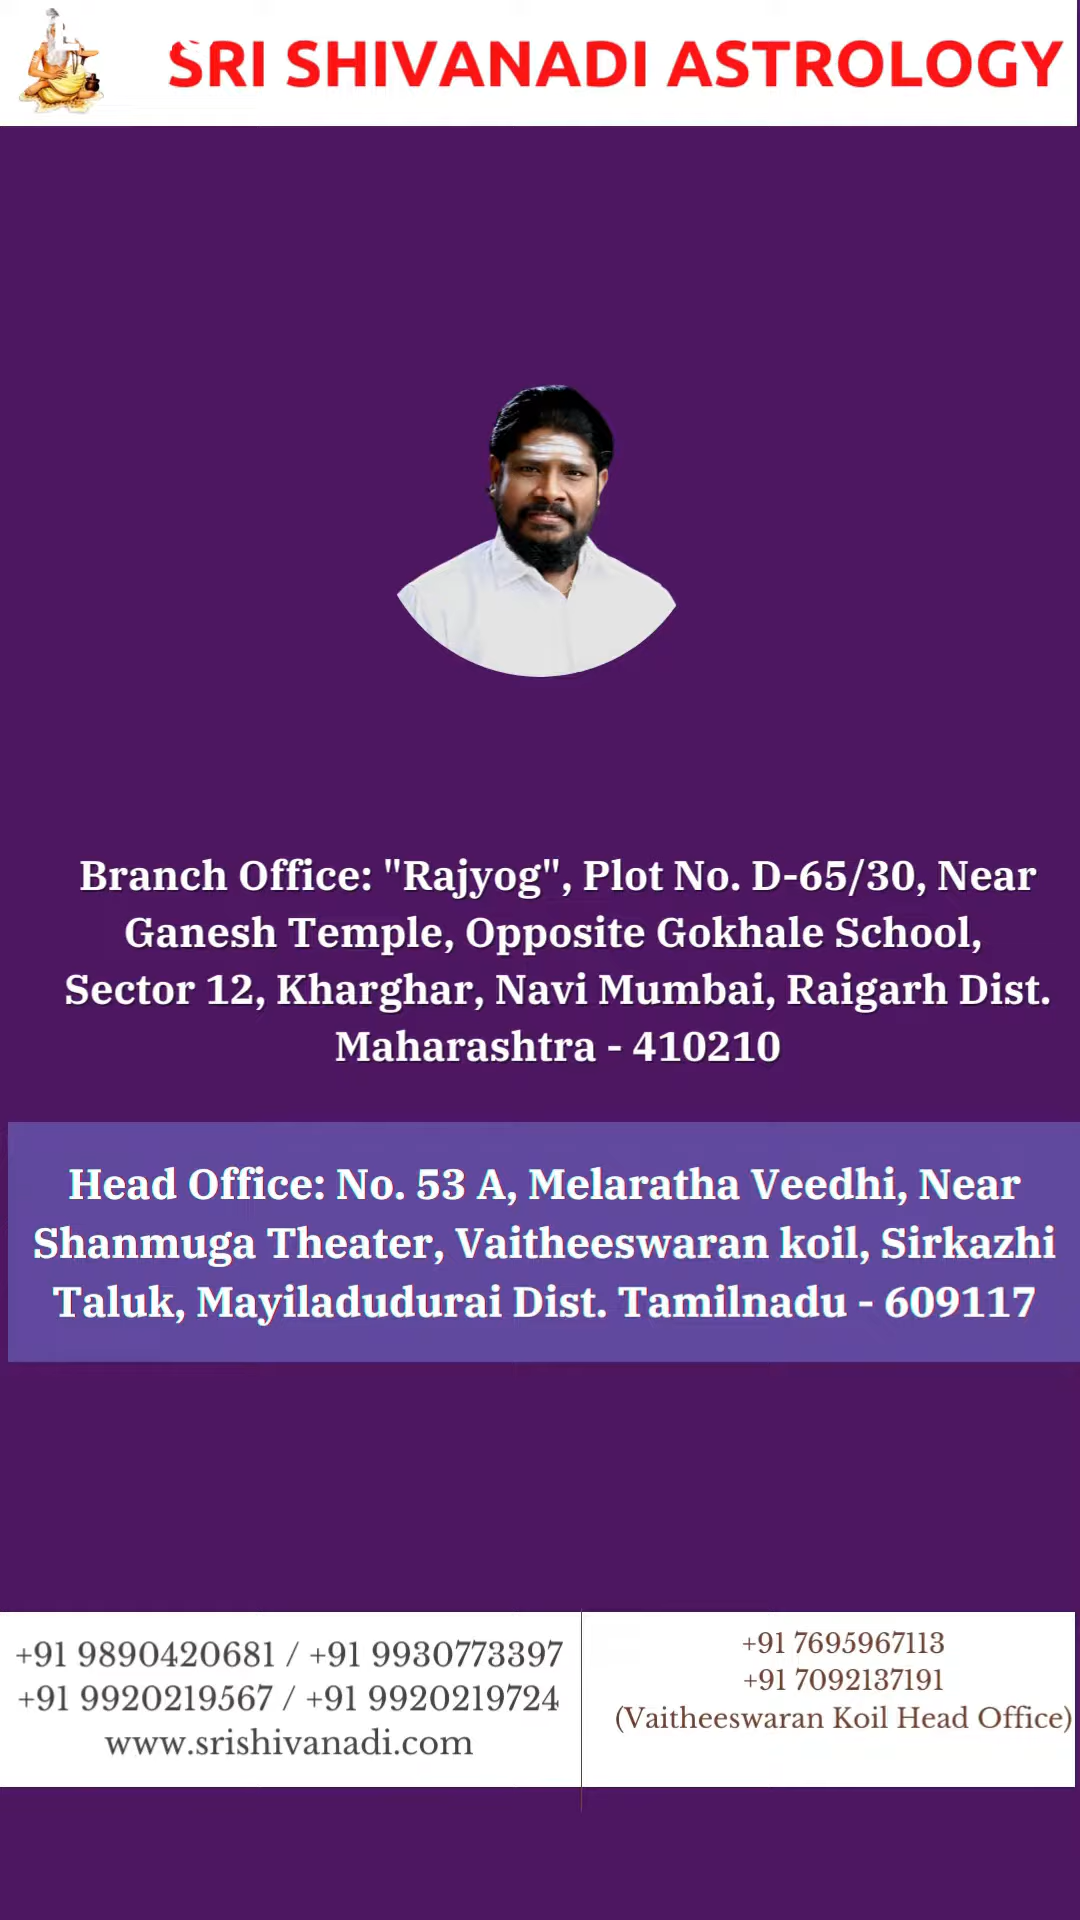 SRI SHIVANADI ASTROLOGY
Branch Office: "Rajyog", Plot No. D-65/30, Near
Ganesh Temple, Opposite Gokhale School,
Sector 12, Kharghar, Navi Mumbai, Raigarh Dist.
Maharashtra - 410210
Head Office: No. 53 A, Melaratha Veedhi, Near
Shanmuga Theater, Vaitheeswaran koil, Sirkazhi
Taluk, Mayiladudurai Dist. Tamilnadu - 609117
+91 9890420681 / +91 9930773397
+91 9920219567 / +91 9920219724
www.srishivanadi.com
+91 7695967113
+91 7092137191
(Vaitheeswaran Koil Head Office)